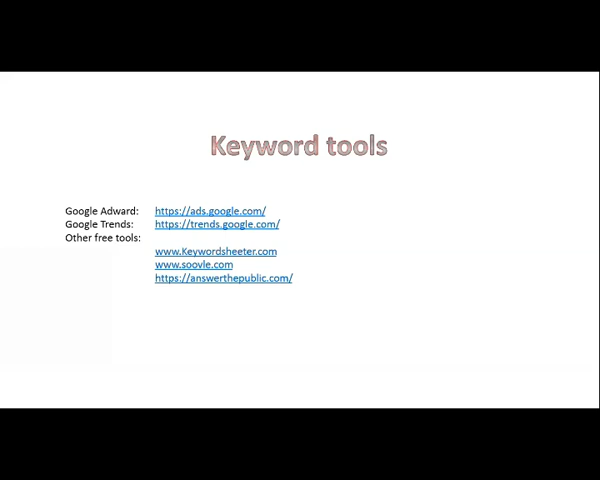 Keyword tools
Google Adward: https://ads.google.com/
Google Trends: https://trends.google.com/
Other free tools:
www.Keywordsheeter.com
www.soovle.com
https://answerthepublic.com/